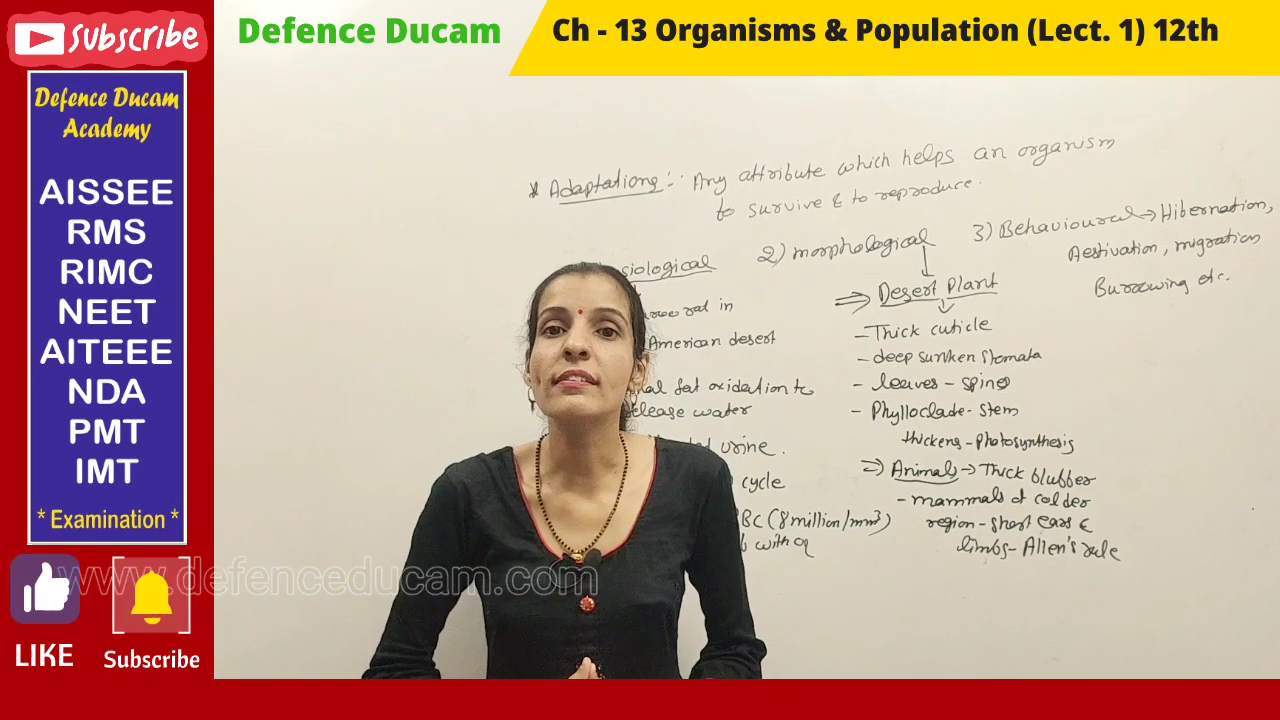 SUBSCRIBE
Defence Ducam
Ch - 13 Organisms & Population (Lect. 1) 12th
Defence Ducam
Academy
AISSEE
RMS
RIMC
NEET
AITEEE
NDA
PMT
IMT
* Examination *
LIKE
Subscribe
www.defenceducam.com
* Adaptations :- Any attribute which helps an organism
to survive & to reproduce.
siological
rat in
American desert
fat oxidation to
release water
urine.
cycle
BC (8 million/mm³)
with
2) morphological
⇒ Desert Plant
- Thick cuticle
- deep sunken stomata
- leaves - spines
- Phylloclade - stem
thickens - photosynthesis
⇒ Animals → Thick blubber
- mammals of colder
region - short ears &
limbs - Allen's rule
3) Behavioural → Hibernation,
Aestivation, migration
Burrowing etc.